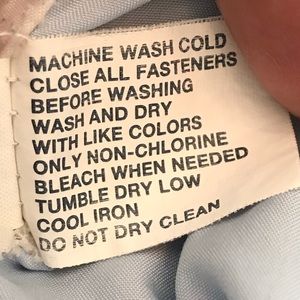 MACHINE WASH COLD
CLOSE ALL FASTENERS
BEFORE WASHING
WASH AND DRY
WITH LIKE COLORS
ONLY NON-CHLORINE
BLEACH WHEN NEEDED
TUMBLE DRY LOW
COOL IRON
DO NOT DRY CLEAN